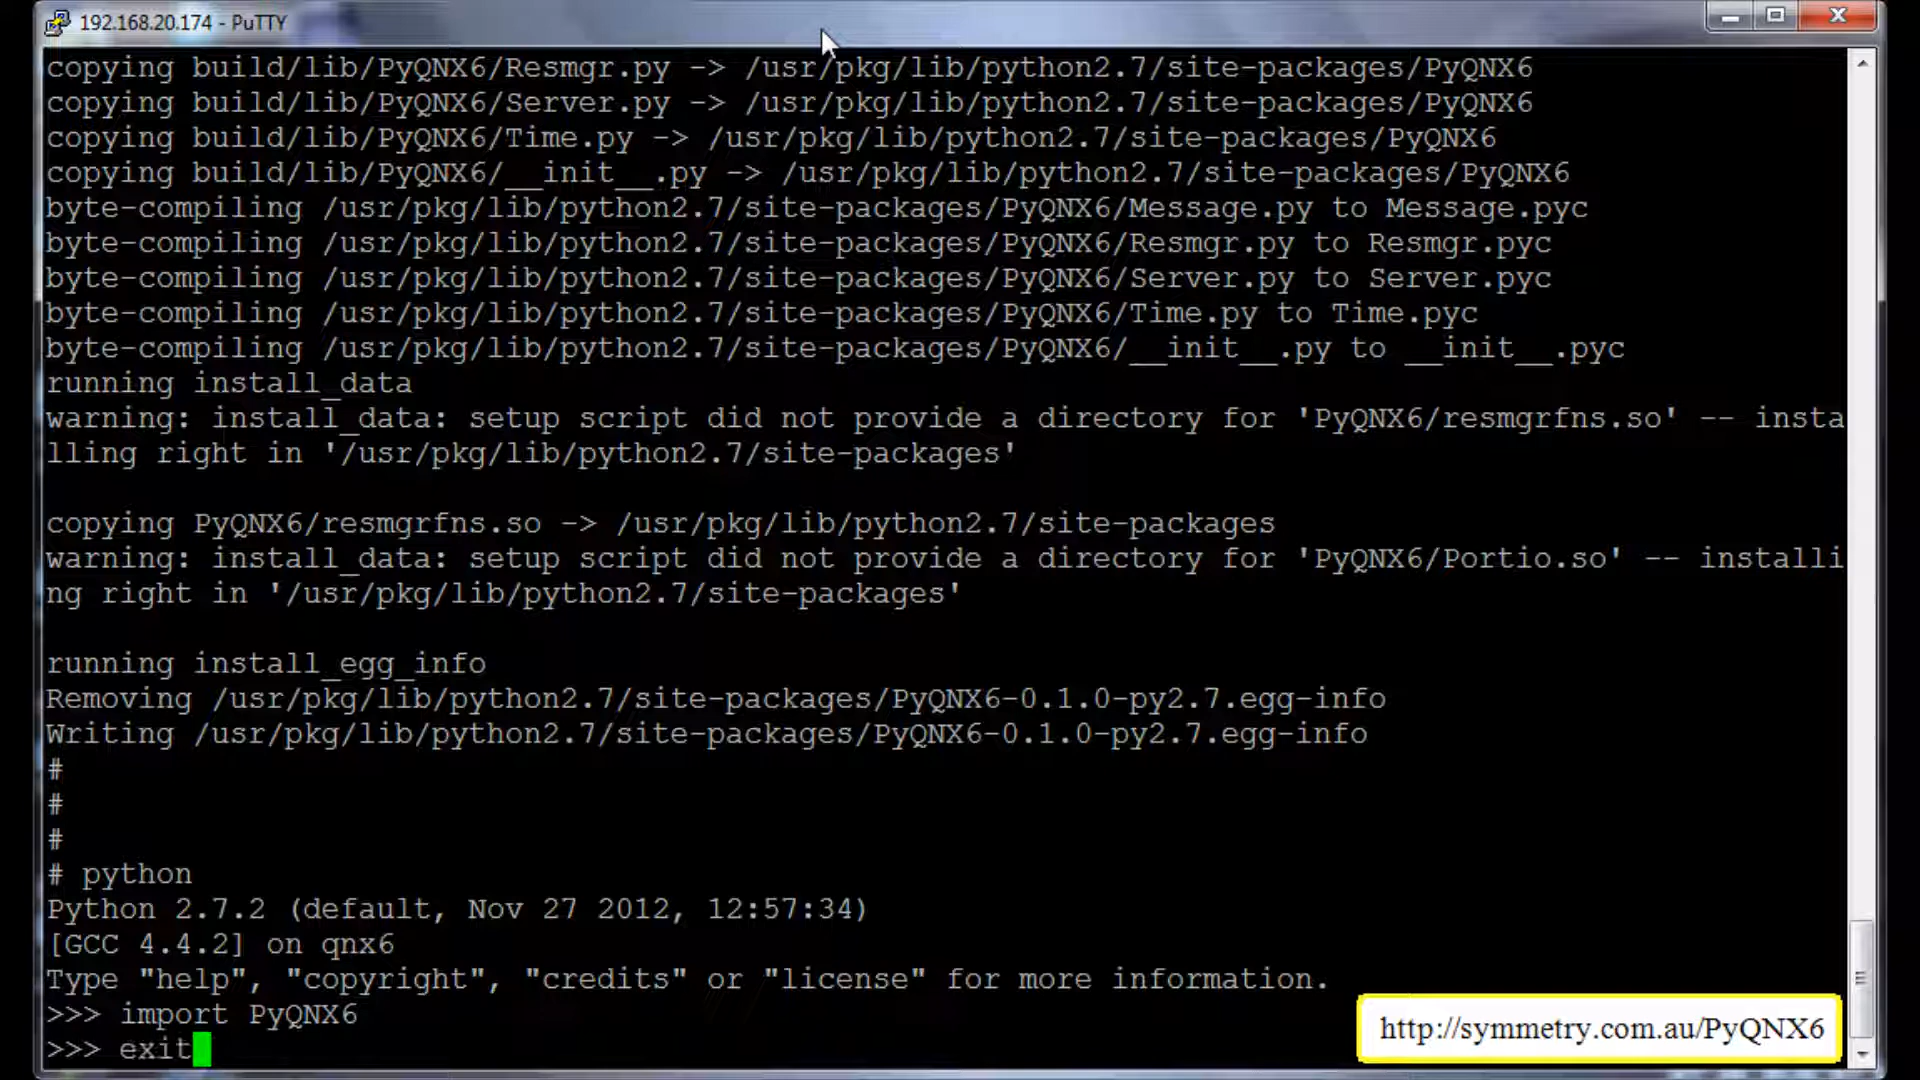 192.168.20.174 - PuTTY
copying build/lib/PyQNX6/Resmgr.py -> /usr/pkg/lib/python2.7/site-packages/PyQNX6
copying build/lib/PyQNX6/Server.py -> /usr/pkg/lib/python2.7/site-packages/PyQNX6
copying build/lib/PyQNX6/Time.py -> /usr/pkg/lib/python2.7/site-packages/PyQNX6
copying build/lib/PyQNX6/__init__.py -> /usr/pkg/lib/python2.7/site-packages/PyQNX6
byte-compiling /usr/pkg/lib/python2.7/site-packages/PyQNX6/Message.py to Message.pyc
byte-compiling /usr/pkg/lib/python2.7/site-packages/PyQNX6/Resmgr.py to Resmgr.pyc
byte-compiling /usr/pkg/lib/python2.7/site-packages/PyQNX6/Server.py to Server.pyc
byte-compiling /usr/pkg/lib/python2.7/site-packages/PyQNX6/Time.py to Time.pyc
byte-compiling /usr/pkg/lib/python2.7/site-packages/PyQNX6/__init__.py to __init__.pyc
running install_data
warning: install_data: setup script did not provide a directory for 'PyQNX6/resmgrfns.so' -- insta
lling right in '/usr/pkg/lib/python2.7/site-packages'
copying PyQNX6/resmgrfns.so -> /usr/pkg/lib/python2.7/site-packages
warning: install_data: setup script did not provide a directory for 'PyQNX6/Portio.so' -- installi
ng right in '/usr/pkg/lib/python2.7/site-packages'
running install_egg_info
Removing /usr/pkg/lib/python2.7/site-packages/PyQNX6-0.1.0-py2.7.egg-info
Writing /usr/pkg/lib/python2.7/site-packages/PyQNX6-0.1.0-py2.7.egg-info
#
#
#
# python
Python 2.7.2 (default, Nov 27 2012, 12:57:34)
[GCC 4.4.2] on qnx6
Type "help", "copyright", "credits" or "license" for more information.
>>> import PyQNX6
>>> exit
http://symmetry.com.au/PyQNX6